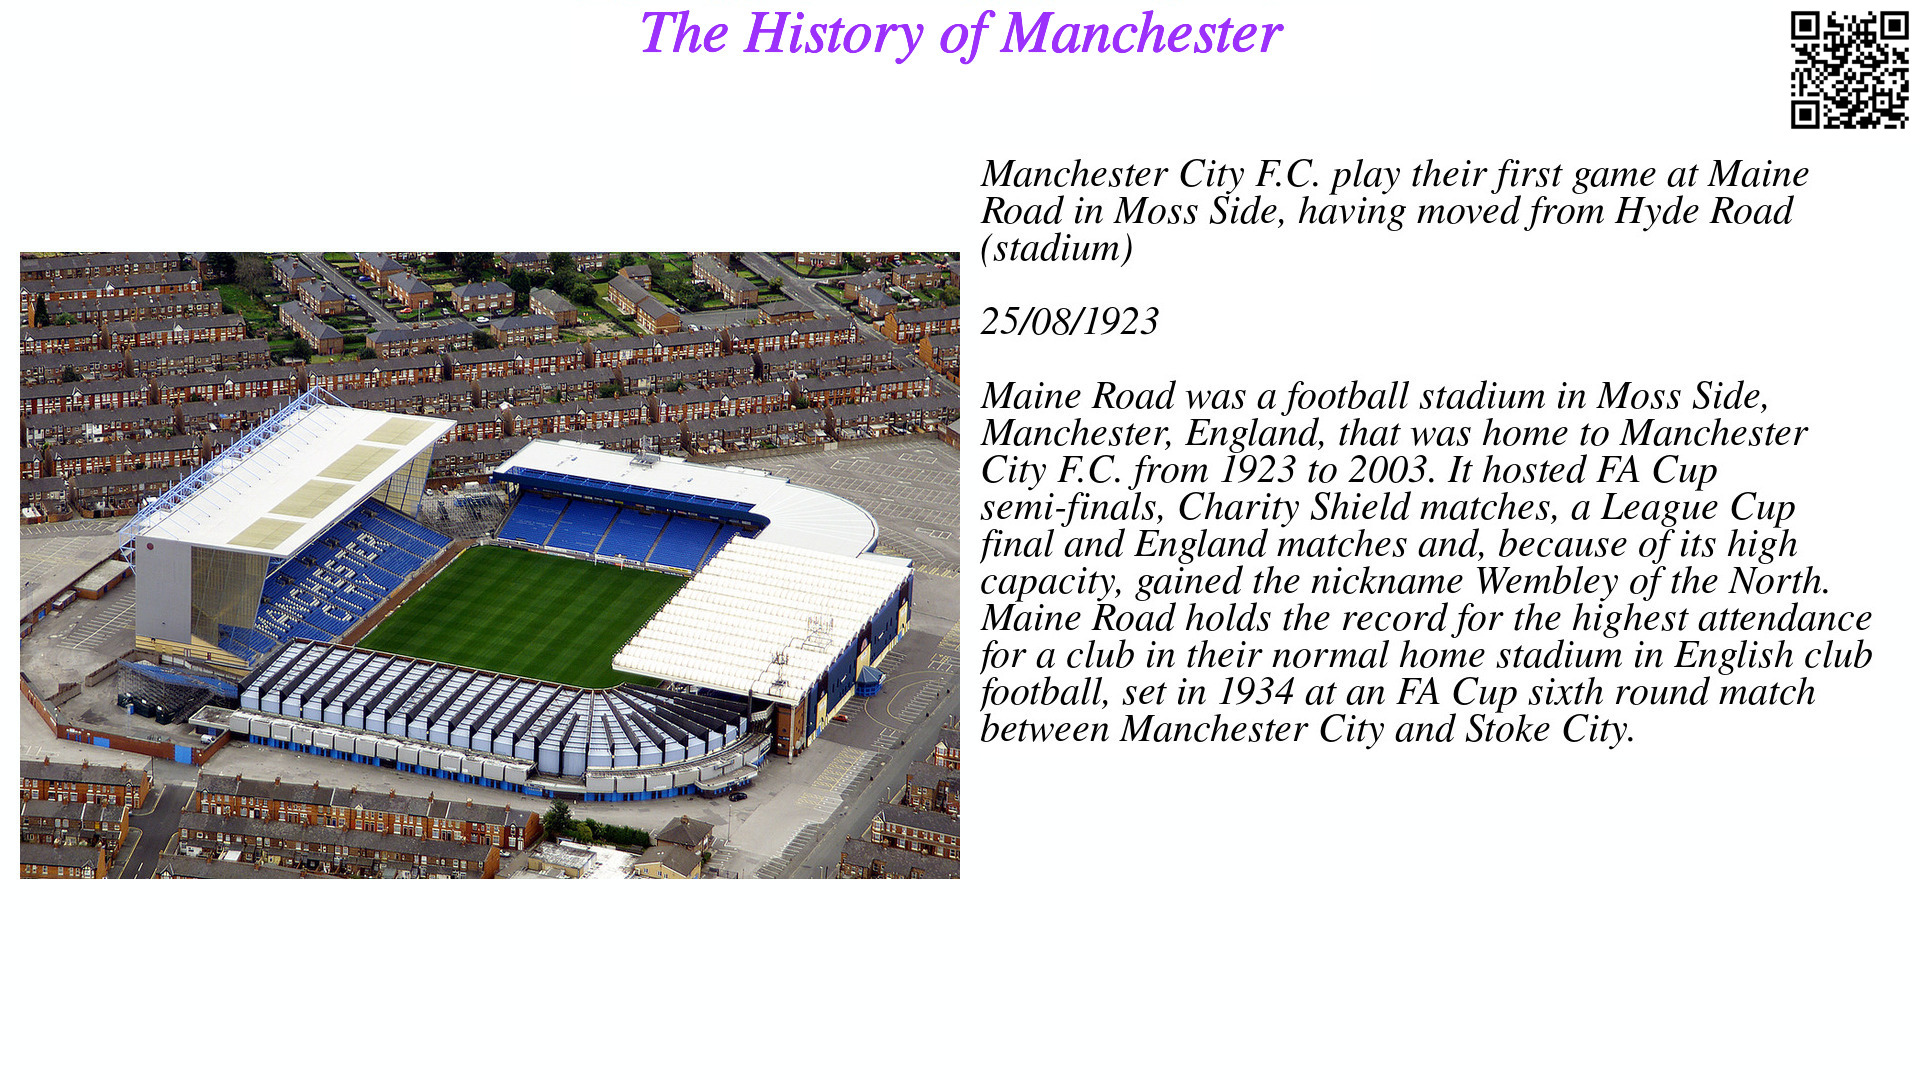 The History of Manchester
Manchester City F.C. play their first game at Maine
Road in Moss Side, having moved from Hyde Road
(stadium)
25/08/1923
Maine Road was a football stadium in Moss Side,
Manchester, England, that was home to Manchester
City F.C. from 1923 to 2003. It hosted FA Cup
semi-finals, Charity Shield matches, a League Cup
final and England matches and, because of its high
capacity, gained the nickname Wembley of the North.
Maine Road holds the record for the highest attendance
for a club in their normal home stadium in English club
football, set in 1934 at an FA Cup sixth round match
between Manchester City and Stoke City.
MANCHESTER
CITY